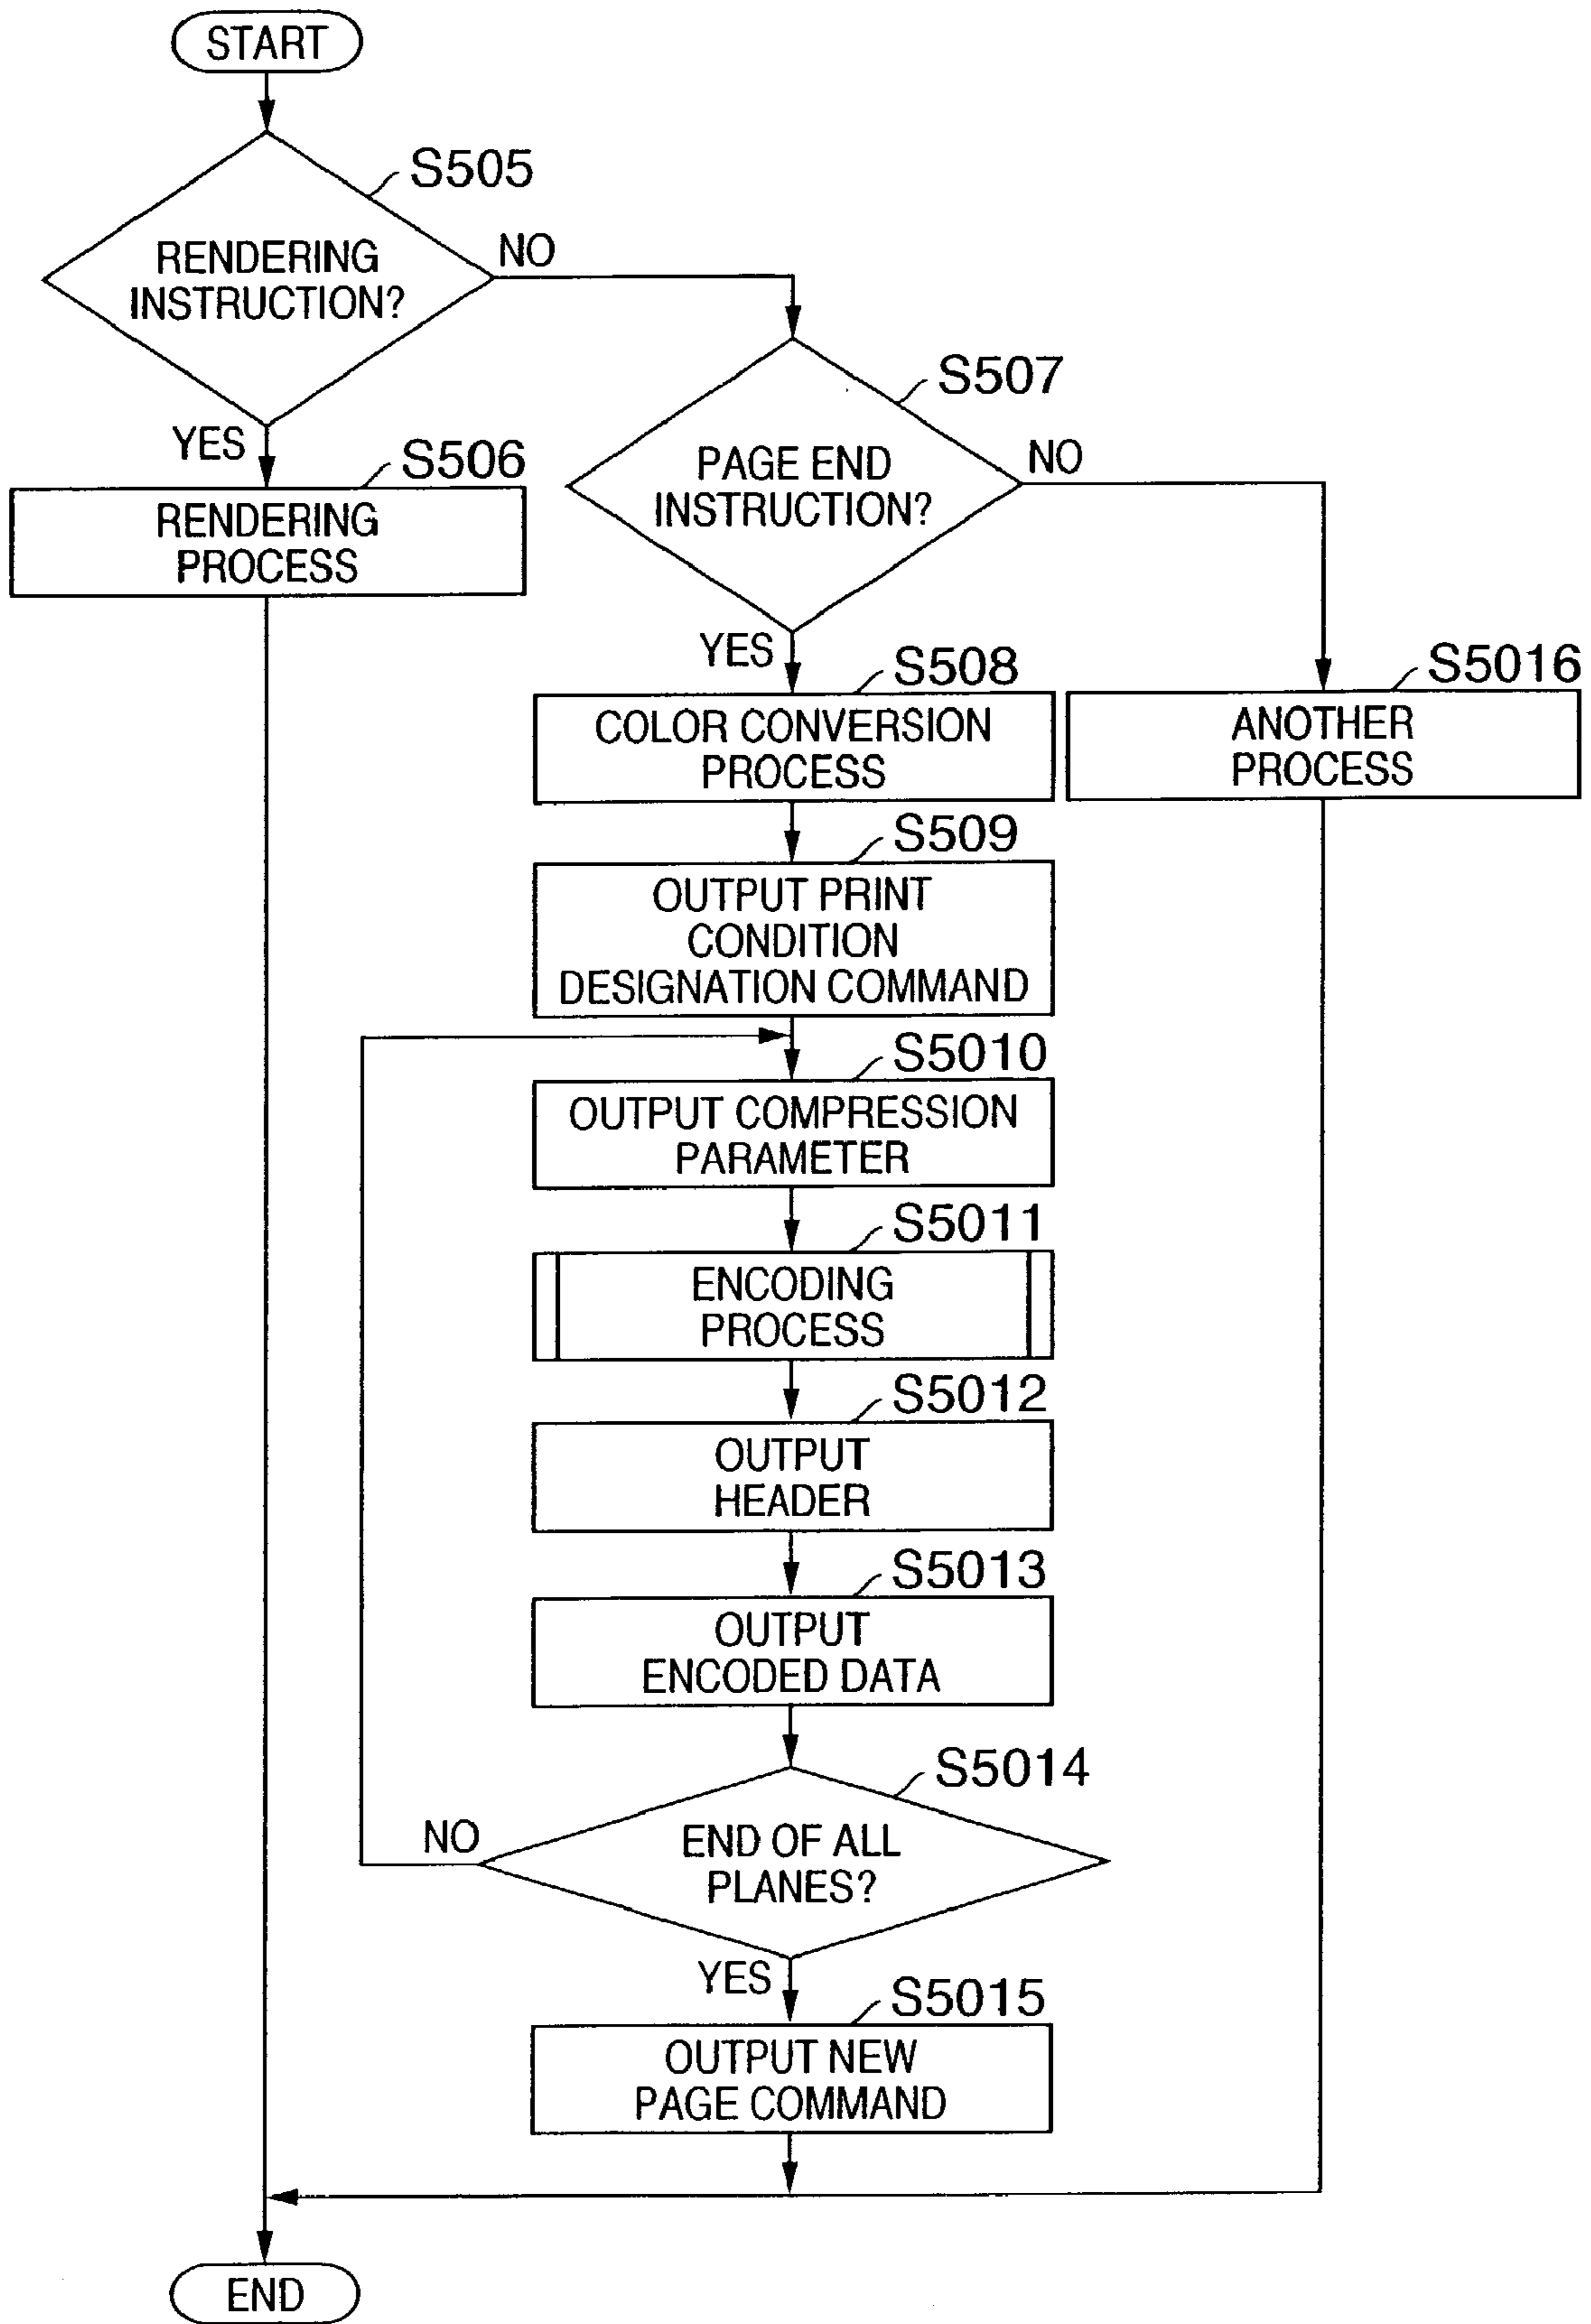 START
S505
RENDERING
INSTRUCTION?
NO
YES
S506
RENDERING
PROCESS
S507
PAGE END
INSTRUCTION?
NO
YES
S508
COLOR CONVERSION
PROCESS
S5016
ANOTHER
PROCESS
S509
OUTPUT PRINT
CONDITION
DESIGNATION COMMAND
S5010
OUTPUT COMPRESSION
PARAMETER
S5011
ENCODING
PROCESS
S5012
OUTPUT
HEADER
S5013
OUTPUT
ENCODED DATA
S5014
END OF ALL
PLANES?
NO
YES
S5015
OUTPUT NEW
PAGE COMMAND
END